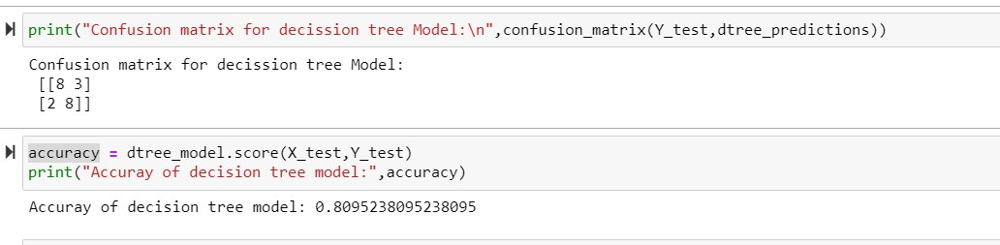 print("Confusion matrix for decission tree Model:\n",confusion_matrix(Y_test,dtree_predictions))
Confusion matrix for decission tree Model:
[[8 3]
[2 8]]
accuracy = dtree_model.score(X_test,Y_test)
print("Accuray of decision tree model:",accuracy)
Accuray of decision tree model: 0.8095238095238095